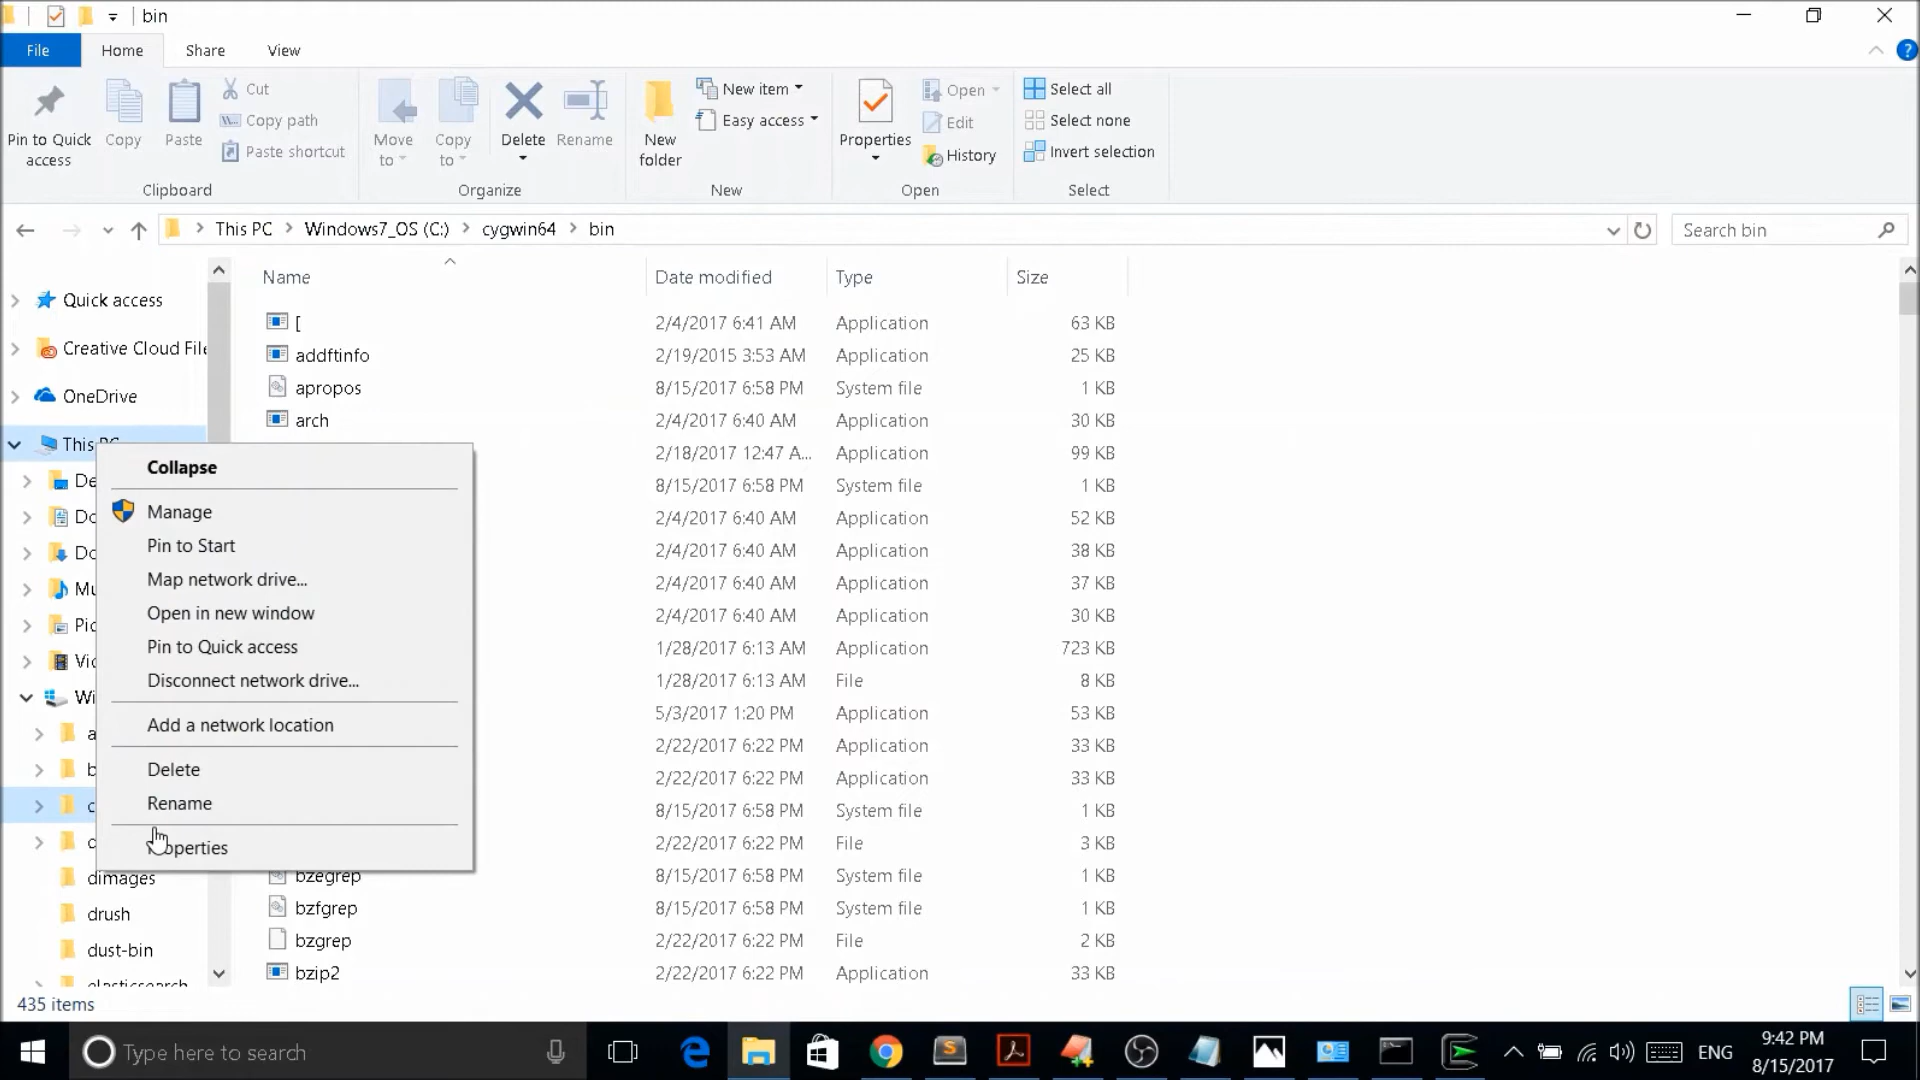 bin
File Home Share View
Pin to Quick access
Copy
Paste
Cut
Copy path
Paste shortcut
Clipboard
Move to
Copy to
Delete
Rename
Organize
New folder
New item
Easy access
New
Properties
Open
Edit
History
Open
Select all
Select none
Invert selection
Select
This PC Windows7_OS (C:) cygwin64 bin
Search bin
Name Date modified Type Size
Quick access
Creative Cloud File
OneDrive
This PC
Collapse
Manage
Pin to Start
Map network drive...
Open in new window
Pin to Quick access
Disconnect network drive...
Add a network location
Delete
Rename
dimages
drush
dust-bin
elasticsearch
[ 2/4/2017 6:41 AM Application 63 KB
addftinfo 2/19/2015 3:53 AM Application 25 KB
apropos 8/15/2017 6:58 PM System file 1 KB
arch 2/4/2017 6:40 AM Application 30 KB
2/18/2017 12:47 A... Application 99 KB
8/15/2017 6:58 PM System file 1 KB
2/4/2017 6:40 AM Application 52 KB
2/4/2017 6:40 AM Application 38 KB
2/4/2017 6:40 AM Application 37 KB
2/4/2017 6:40 AM Application 30 KB
1/28/2017 6:13 AM Application 723 KB
1/28/2017 6:13 AM File 8 KB
5/3/2017 1:20 PM Application 53 KB
2/22/2017 6:22 PM Application 33 KB
2/22/2017 6:22 PM Application 33 KB
8/15/2017 6:58 PM System file 1 KB
2/22/2017 6:22 PM File 3 KB
bzegrep 8/15/2017 6:58 PM System file 1 KB
bzfgrep 8/15/2017 6:58 PM System file 1 KB
bzgrep 2/22/2017 6:22 PM File 2 KB
bzip2 2/22/2017 6:22 PM Application 33 KB
435 items
Type here to search
ENG
9:42 PM
8/15/2017